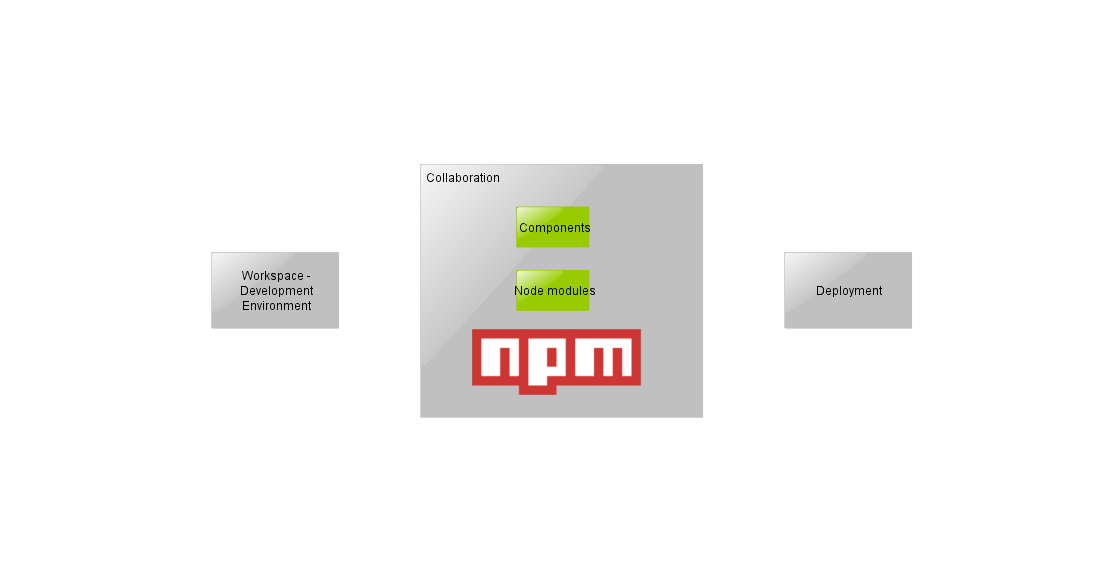 Collaboration
Components
Workspace -
Development
Environment
Node modules
Deployment
npm